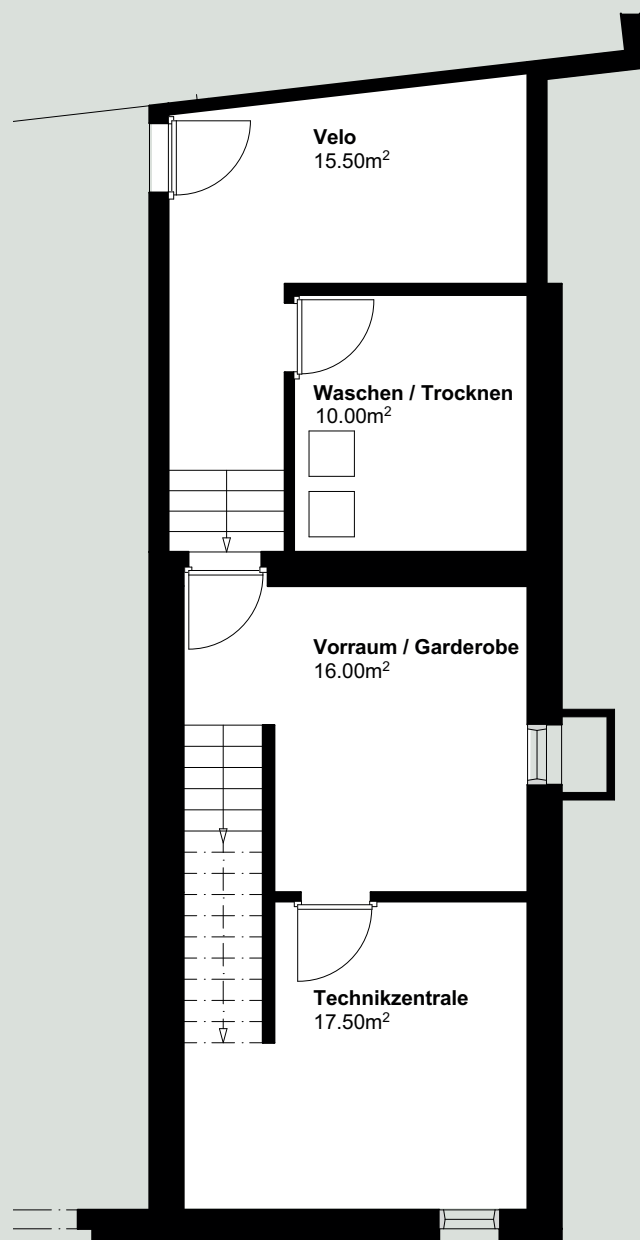 Velo
15.50m²
Waschen / Trocknen
10.00m²
Vorraum / Garderobe
16.00m²
Technikzentrale
17.50m²